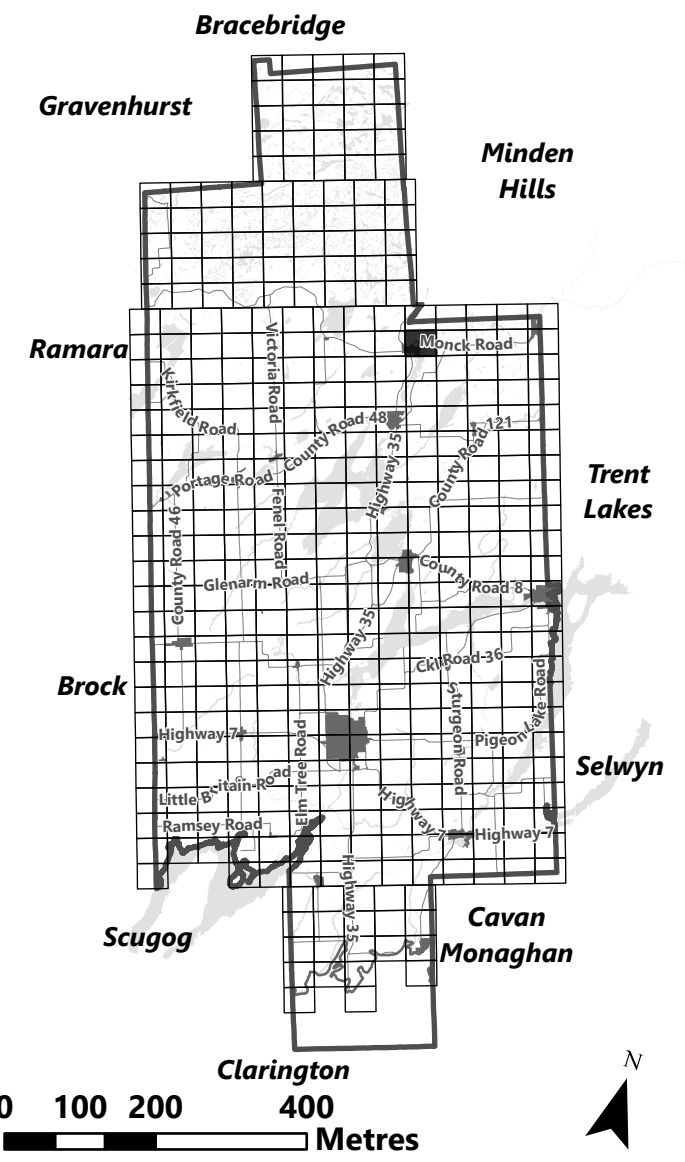 Bracebridge
Gravenhurst
Minden
Hills
Ramara
Monck Road
Victoria Road
Kirkfield Road
County Road 48
County Road 121
Highway 35
Portage Road
Trent
Lakes
Fenel Road
County Road 46
County Road 8
Glenarm Road
Highway 35
Ckl Road 36
Brock
Sturgeon Road
Pigeon Lake Road
Highway 7
Elm Tree Road
Selwyn
Little Britain Road
Highway 7
Ramsey Road
Highway 7
Highway 35
Scugog
Cavan
Monaghan
Clarington
N
0 100 200 400
Metres